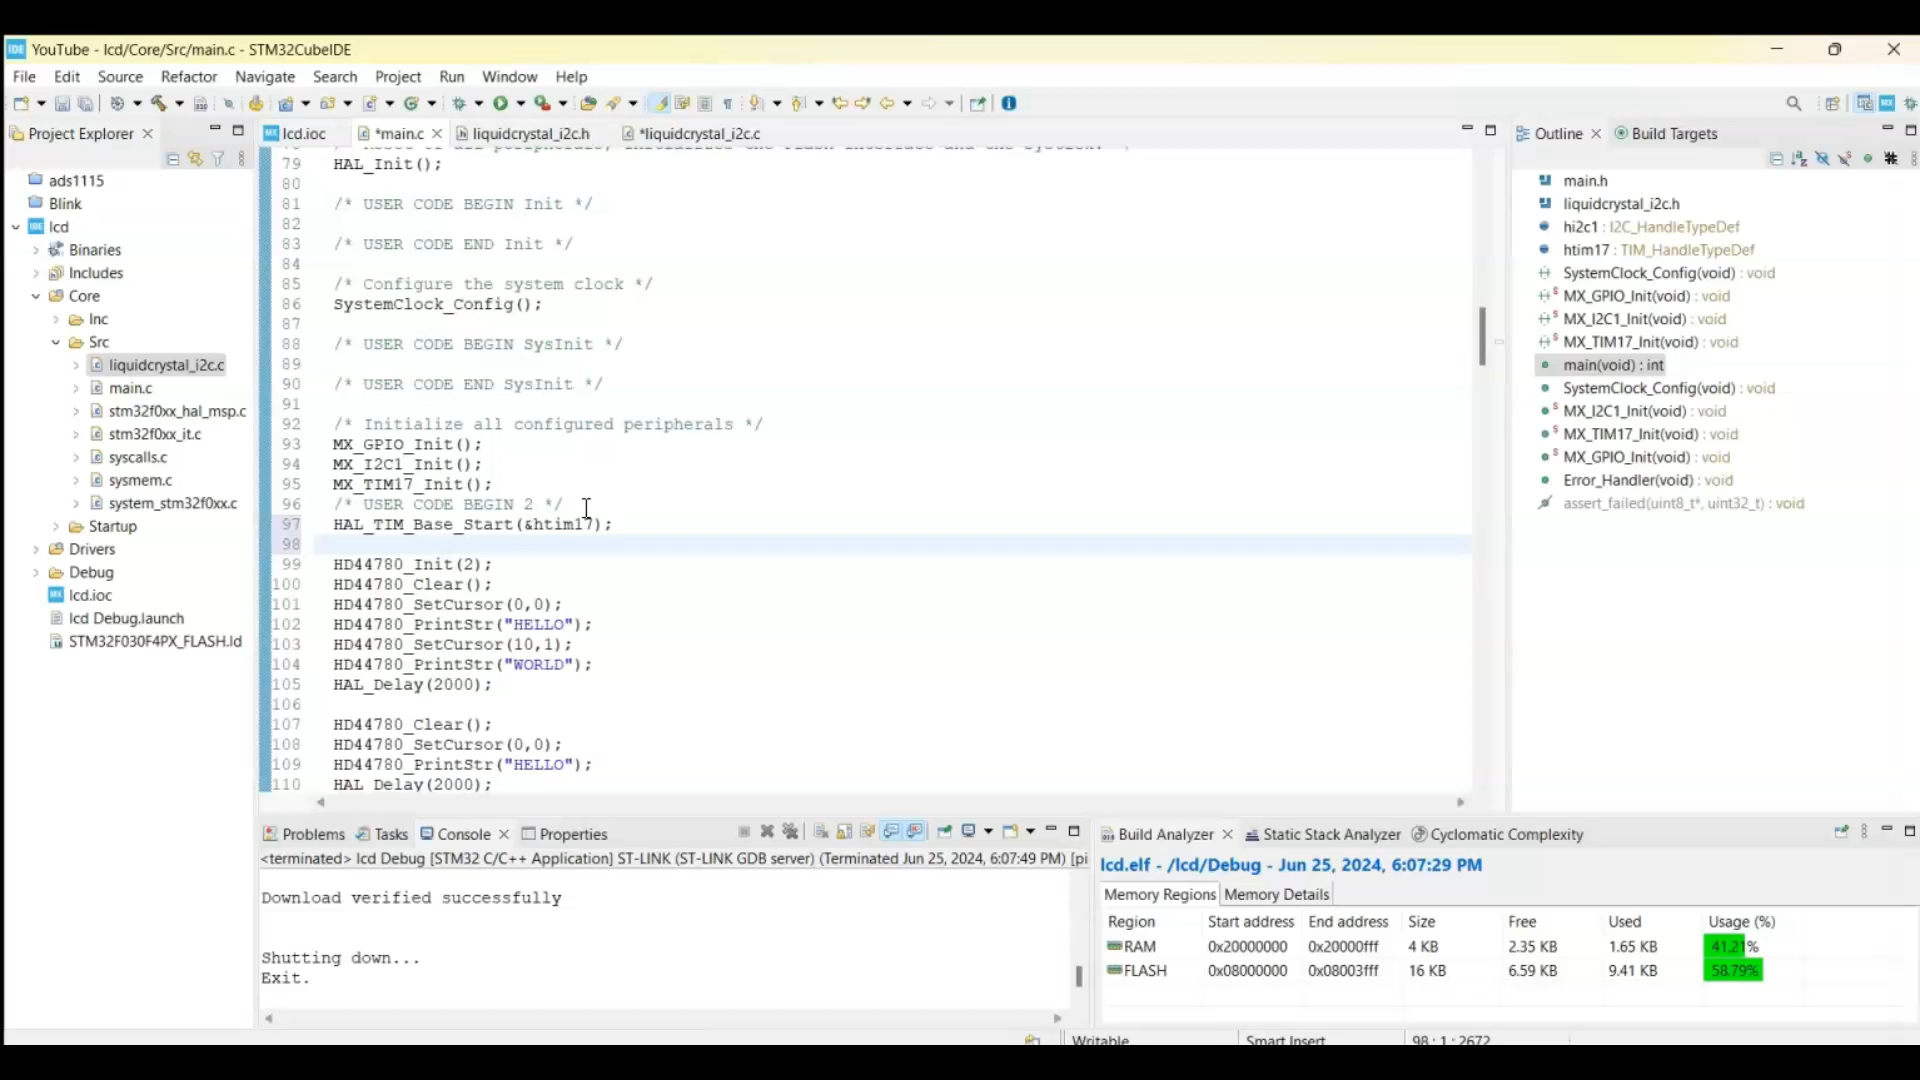 IDE YouTube - lcd/Core/Src/main.c - STM32CubeIDE
File Edit Source Refactor Navigate Search Project Run Window Help
Project Explorer
lcd.ioc *main.c liquidcrystal_i2c.h *liquidcrystal_i2c.c
Outline Build Targets
ads1115
Blink
lcd
Binaries
Includes
Core
Inc
Src
liquidcrystal_i2c.c
main.c
stm32f0xx_hal_msp.c
stm32f0xx_it.c
syscalls.c
sysmem.c
system_stm32f0xx.c
Startup
Drivers
Debug
lcd.ioc
lcd Debug.launch
STM32F030F4PX_FLASH.ld
79 HAL_Init();
80
81 /* USER CODE BEGIN Init */
82
83 /* USER CODE END Init */
84
85 /* Configure the system clock */
86 SystemClock_Config();
87
88 /* USER CODE BEGIN SysInit */
89
90 /* USER CODE END SysInit */
91
92 /* Initialize all configured peripherals */
93 MX_GPIO_Init();
94 MX_I2C1_Init();
95 MX_TIM17_Init();
96 /* USER CODE BEGIN 2 */
97 HAL_TIM_Base_Start(&htim17);
98
99 HD44780_Init(2);
100 HD44780_Clear();
101 HD44780_SetCursor(0,0);
102 HD44780_PrintStr("HELLO");
103 HD44780_SetCursor(10,1);
104 HD44780_PrintStr("WORLD");
105 HAL_Delay(2000);
106
107 HD44780_Clear();
108 HD44780_SetCursor(0,0);
109 HD44780_PrintStr("HELLO");
110 HAL_Delay(2000);
main.h
liquidcrystal_i2c.h
hi2c1 : I2C_HandleTypeDef
htim17 : TIM_HandleTypeDef
SystemClock_Config(void) : void
MX_GPIO_Init(void) : void
MX_I2C1_Init(void) : void
MX_TIM17_Init(void) : void
main(void) : int
SystemClock_Config(void) : void
MX_I2C1_Init(void) : void
MX_TIM17_Init(void) : void
MX_GPIO_Init(void) : void
Error_Handler(void) : void
assert_failed(uint8_t*, uint32_t) : void
Problems Tasks Console Properties
<terminated> lcd Debug [STM32 C/C++ Application] ST-LINK (ST-LINK GDB server) (Terminated Jun 25, 2024, 6:07:49 PM) [pi
Download verified successfully
Shutting down...
Exit.
Build Analyzer Static Stack Analyzer Cyclomatic Complexity
lcd.elf - /lcd/Debug - Jun 25, 2024, 6:07:29 PM
Memory Regions Memory Details
Region Start address End address Size Free Used Usage (%)
RAM 0x20000000 0x20000fff 4 KB 2.35 KB 1.65 KB 41.21%
FLASH 0x08000000 0x08003fff 16 KB 6.59 KB 9.41 KB 58.79%
Writable Smart Insert 98 : 1 : 2672